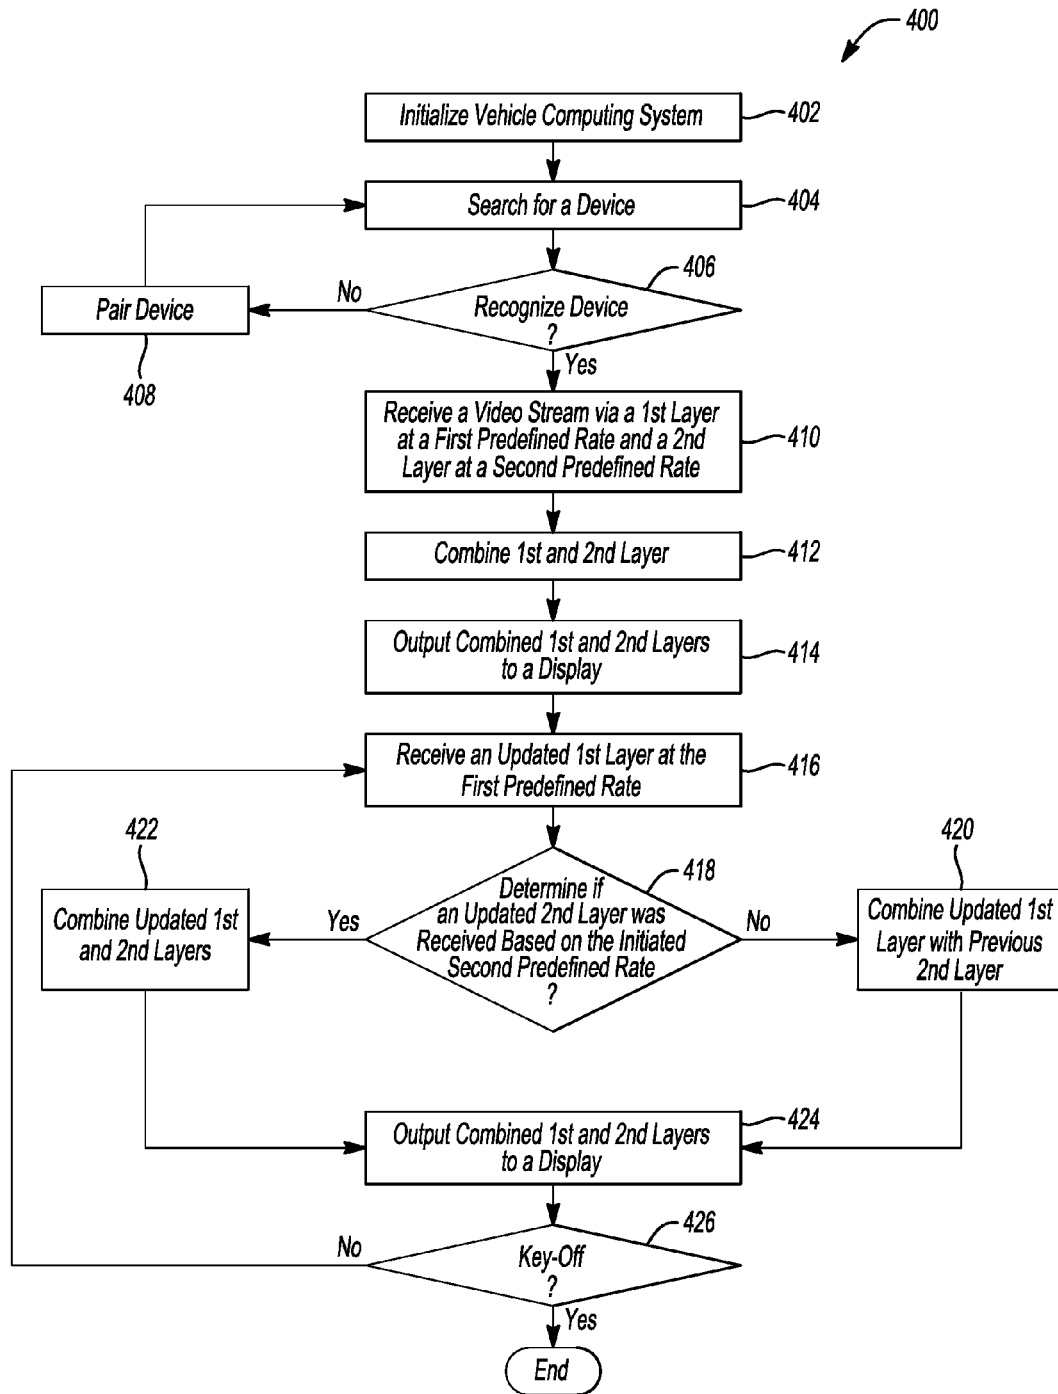 400
Initialize Vehicle Computing System
402
Search for a Device
404
406
Recognize Device
?
No
Pair Device
408
Yes
Receive a Video Stream via a 1st Layer
at a First Predefined Rate and a 2nd
Layer at a Second Predefined Rate
410
Combine 1st and 2nd Layer
412
Output Combined 1st and 2nd Layers
to a Display
414
Receive an Updated 1st Layer at the
First Predefined Rate
416
418
Determine if
an Updated 2nd Layer was
Received Based on the Initiated
Second Predefined Rate
?
Yes
422
Combine Updated 1st
and 2nd Layers
No
420
Combine Updated 1st
Layer with Previous
2nd Layer
Output Combined 1st and 2nd Layers
to a Display
424
426
Key-Off
?
No
Yes
End